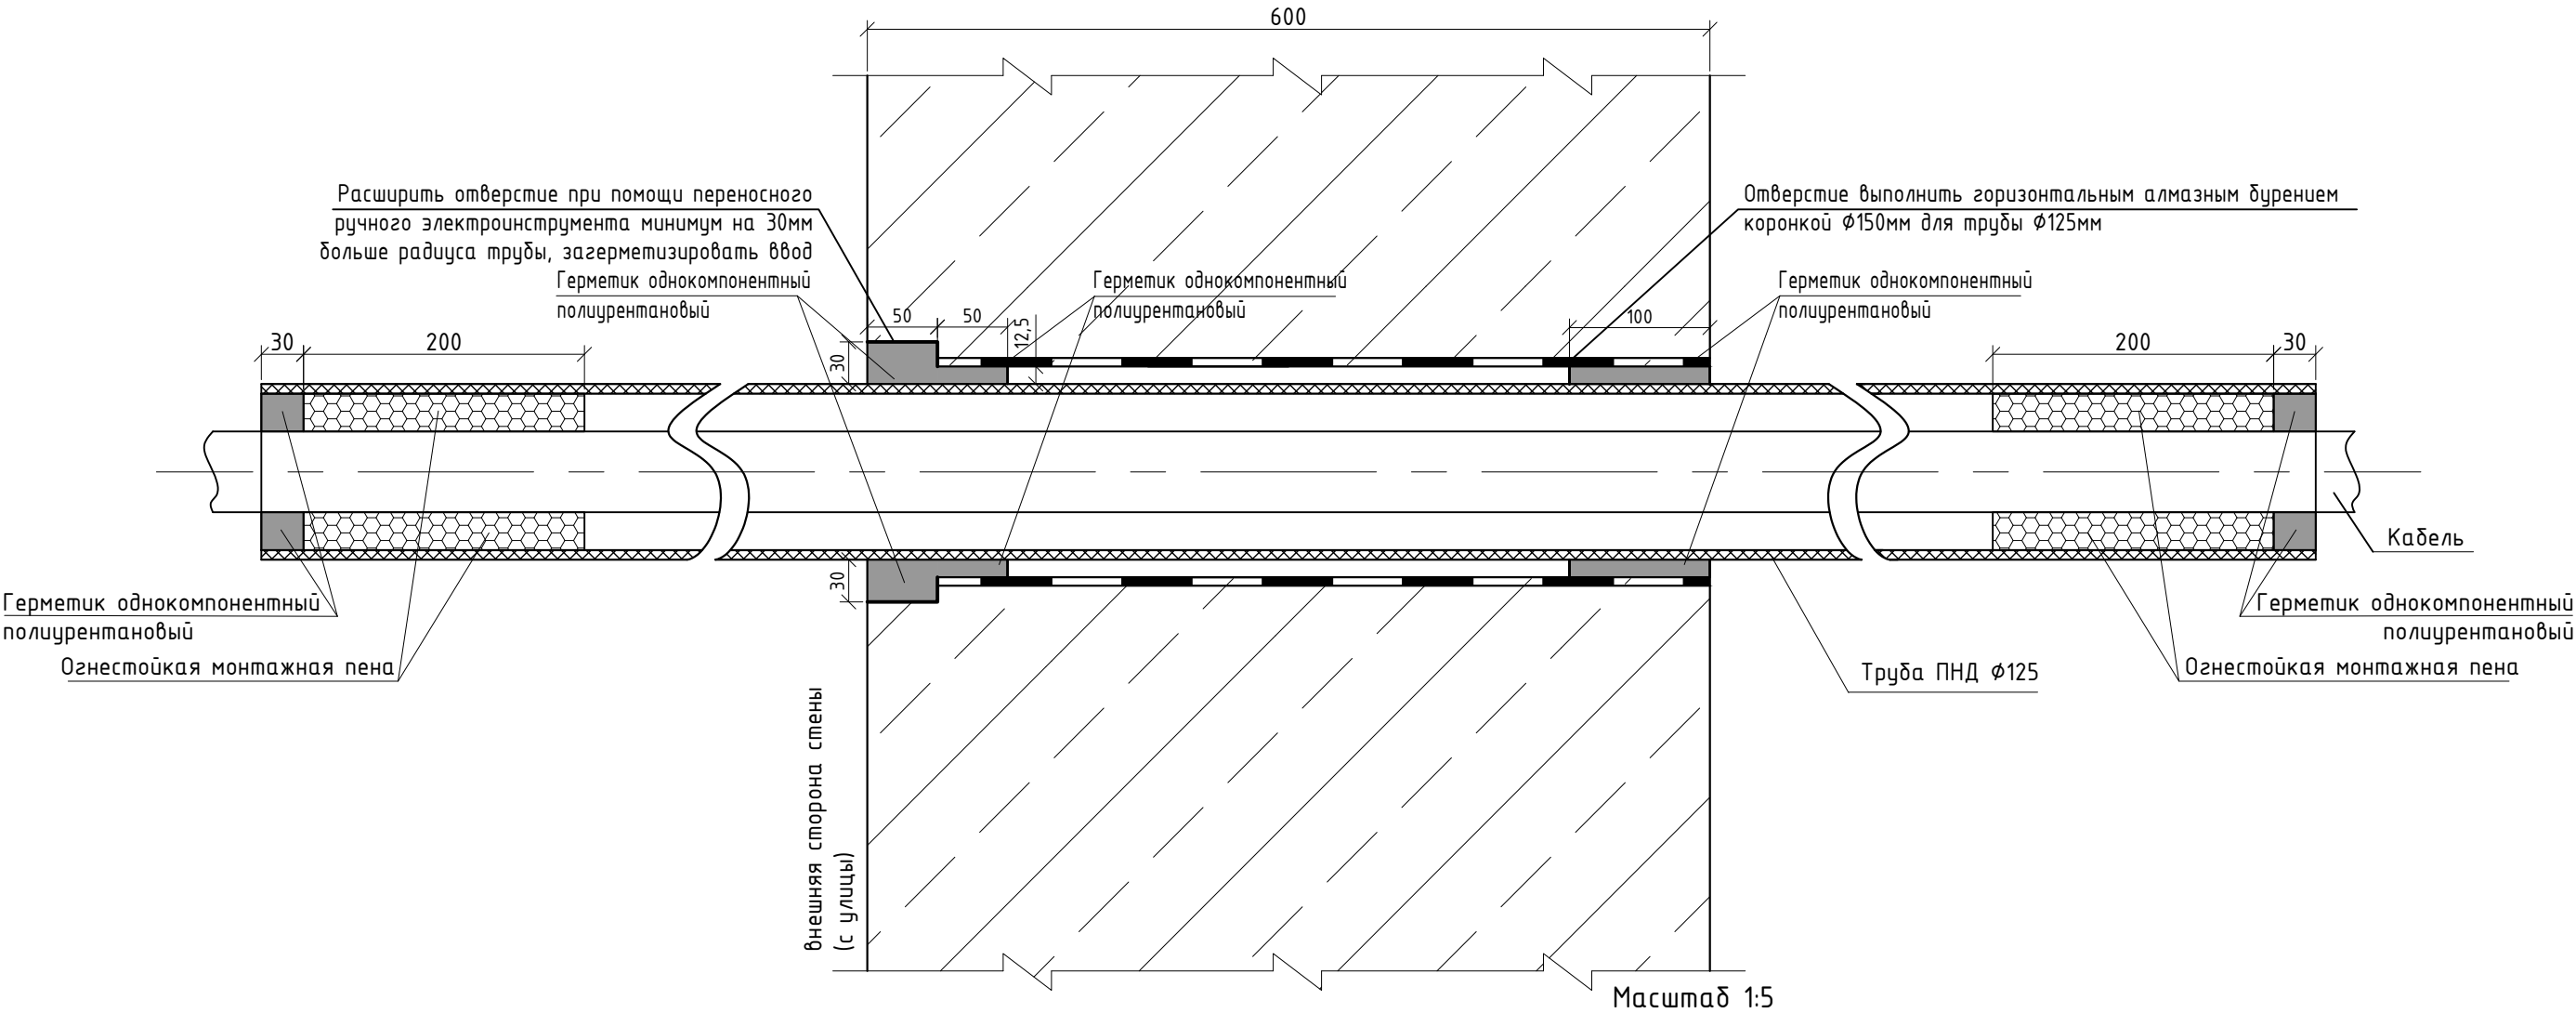 600
Расширить отверстие при помощи переносного
ручного электроинструмента минимум на 30мм
больше радиуса трубы, загерметизировать ввод
Отверстие выполнить горизонтальным алмазным бурением
коронкой Ф150мм для трубы Ф125мм
Герметик однокомпонентный
полиурентановый
Герметик однокомпонентный
полиурентановый
Герметик однокомпонентный
полиурентановый
50
50
12,5
100
30
30
200
200
30
30
Кабель
Герметик однокомпонентный
полиурентановый
Огнестойкая монтажная пена
Герметик однокомпонентный
полиурентановый
Огнестойкая монтажная пена
Труба ПНД Ф125
внешняя сторона стены
(с улицы)
Масштаб 1:5